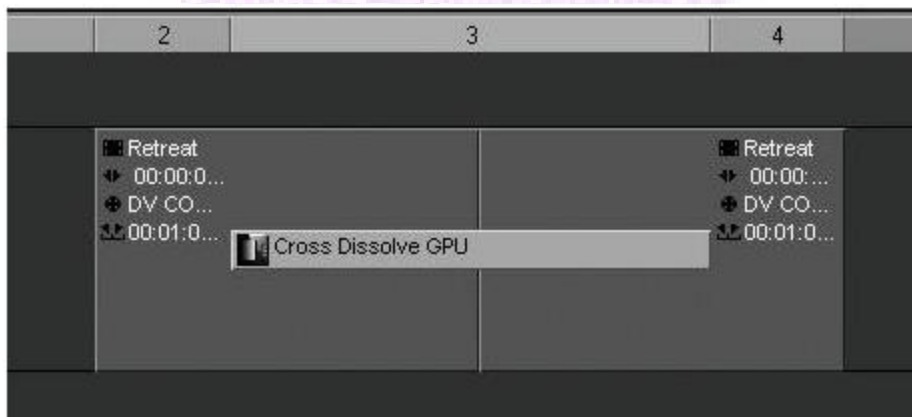 2 3 4
Retreat
00:00:0...
DV CO...
00:01:0...
Cross Dissolve GPU
Retreat
00:00:...
DV CO...
00:01:0...